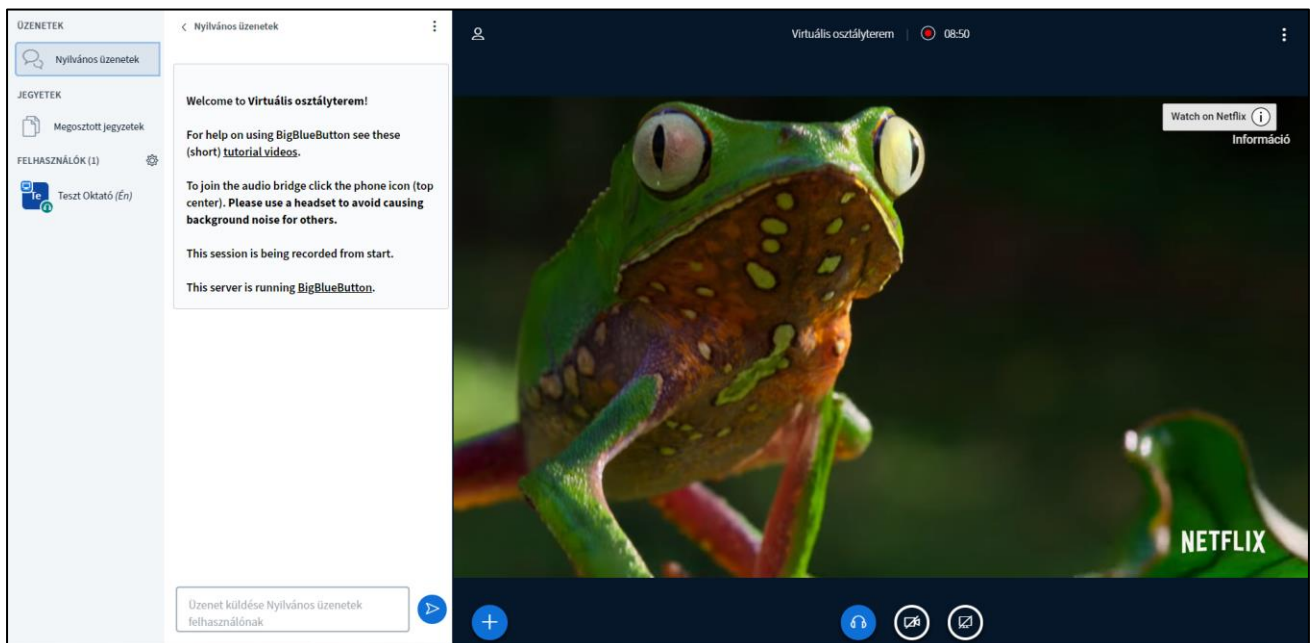 ÜZENETEK
Nyilvános üzenetek
JEGYETEK
Megosztott jegyzetek
FELHASZNÁLÓK (1)
Te
Teszt Oktató (Én)
Nyilvános üzenetek
Welcome to Virtuális osztályterem!
For help on using BigBlueButton see these
(short) tutorial videos.
To join the audio bridge click the phone icon (top
center). Please use a headset to avoid causing
background noise for others.
This session is being recorded from start.
This server is running BigBlueButton.
Üzenet küldése Nyilvános üzenetek
felhasználónak
Virtuális osztályterem
08:50
Watch on Netflix
Információ
NETFLIX